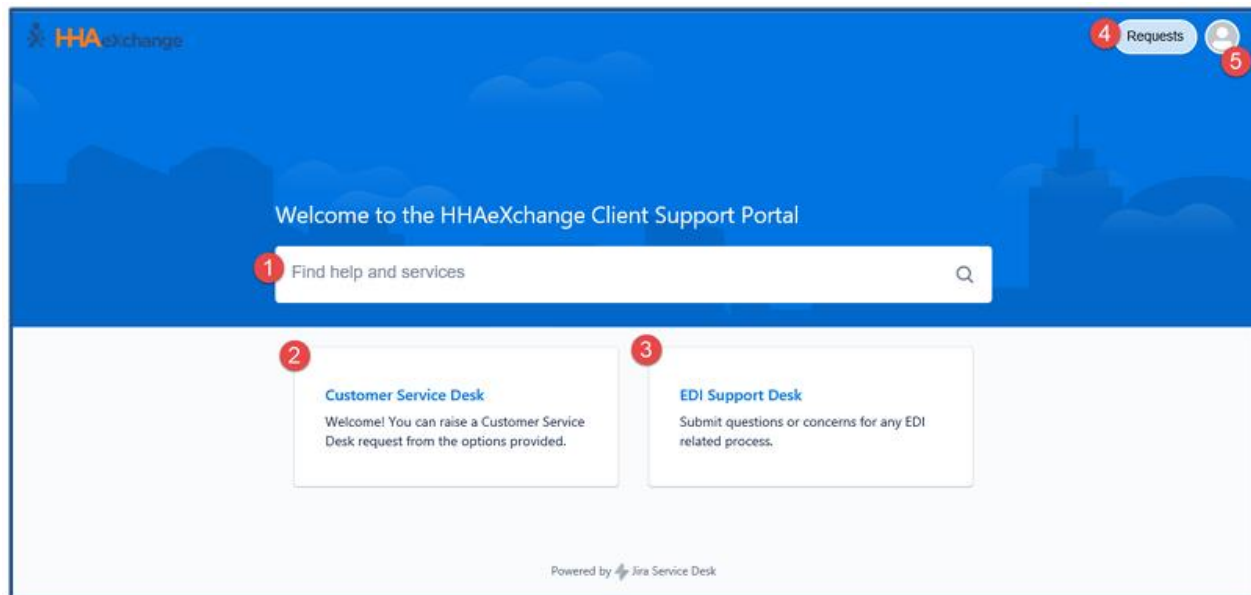 HHAeXchange
4 Requests
5
Welcome to the HHAeXchange Client Support Portal
1 Find help and services
2
3
Customer Service Desk
Welcome! You can raise a Customer Service
Desk request from the options provided.
EDI Support Desk
Submit questions or concerns for any EDI
related process.
Powered by Jira Service Desk